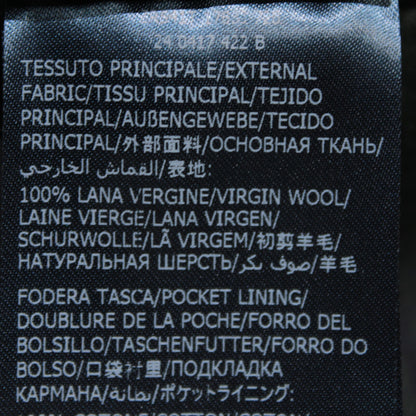 24 0417 422 B
TESSUTO PRINCIPALE/EXTERNAL
FABRIC/TISSU PRINCIPAL/TEJIDO
PRINCIPAL/AUßENGEWEBE/TECIDO
PRINCIPAL/外部面料/ОСНОВНАЯ ТКАНЬ/
القماش الخارجي/表地:
100% LANA VERGINE/VIRGIN WOOL/
LAINE VIERGE/LANA VIRGEN/
SCHURWOLLE/LÃ VIRGEM/初剪羊毛/
НАТУРАЛЬНАЯ ШЕРСТЬ/صوف بكر/羊毛
FODERA TASCA/POCKET LINING/
DOUBLURE DE LA POCHE/FORRO DEL
BOLSILLO/TASCHENFUTTER/FORRO DO
BOLSO/口袋衬里/ПОДКЛАДКА
КАРМАНА/بطانة/ポケットライニング: